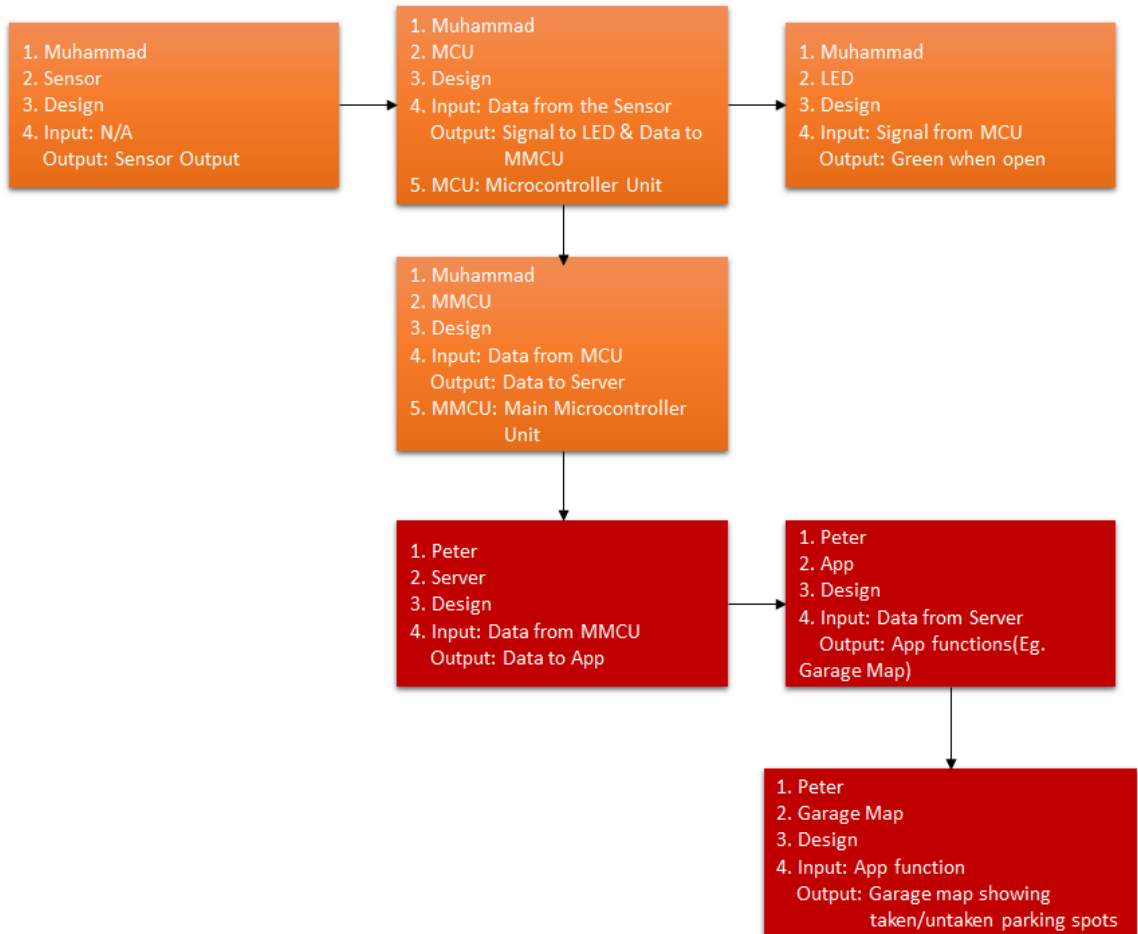 1. Muhammad
2. Sensor
3. Design
4. Input: N/A
Output: Sensor Output
1. Muhammad
2. MCU
3. Design
4. Input: Data from the Sensor
Output: Signal to LED & Data to
MMCU
5. MCU: Microcontroller Unit
1. Muhammad
2. LED
3. Design
4. Input: Signal from MCU
Output: Green when open
1. Muhammad
2. MMCU
3. Design
4. Input: Data from MCU
Output: Data to Server
5. MMCU: Main Microcontroller
Unit
1. Peter
2. Server
3. Design
4. Input: Data from MMCU
Output: Data to App
1. Peter
2. App
3. Design
4. Input: Data from Server
Output: App functions(Eg.
Garage Map)
1. Peter
2. Garage Map
3. Design
4. Input: App function
Output: Garage map showing
taken/untaken parking spots